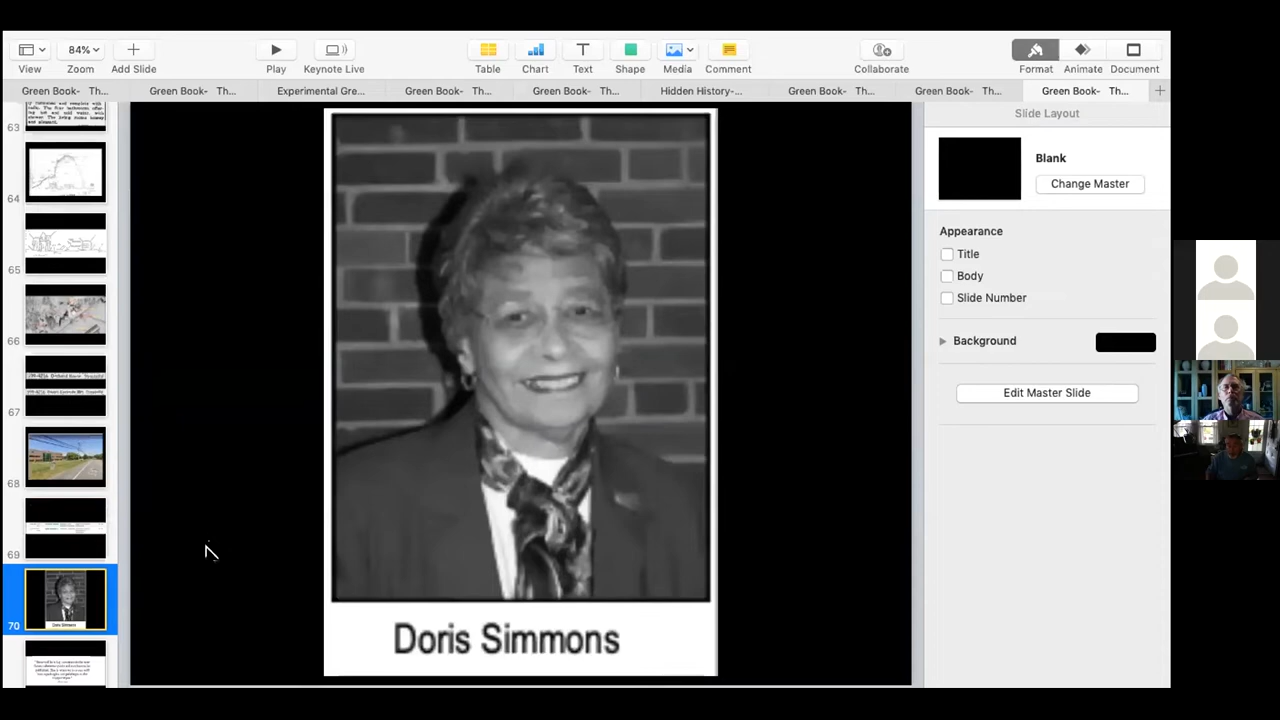 View
84%
Zoom
Add Slide
Play
Keynote Live
Table
Chart
Text
Shape
Media
Comment
Collaborate
Format
Animate
Document
Green Book- Th...
Green Book- Th...
Experimental Gre...
Green Book- Th...
Green Book- Th...
Hidden History-...
Green Book- Th...
Green Book- Th...
Green Book- Th...
63
64
65
66
67
68
69
70
Doris Simmons
Doris Simmons
Slide Layout
Blank
Change Master
Appearance
Title
Body
Slide Number
Background
Edit Master Slide